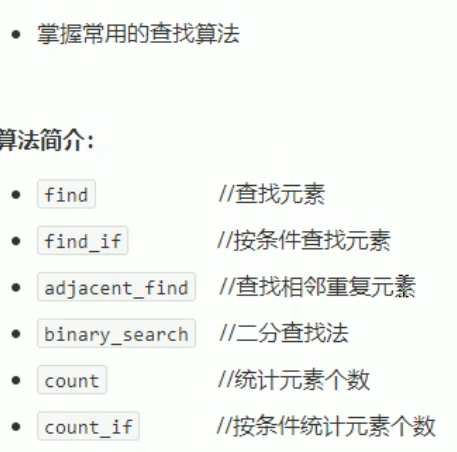 掌握常用的查找算法
算法简介：
find //查找元素
find_if //按条件查找元素
adjacent_find //查找相邻重复元素
binary_search //二分查找法
count //统计元素个数
count_if //按条件统计元素个数